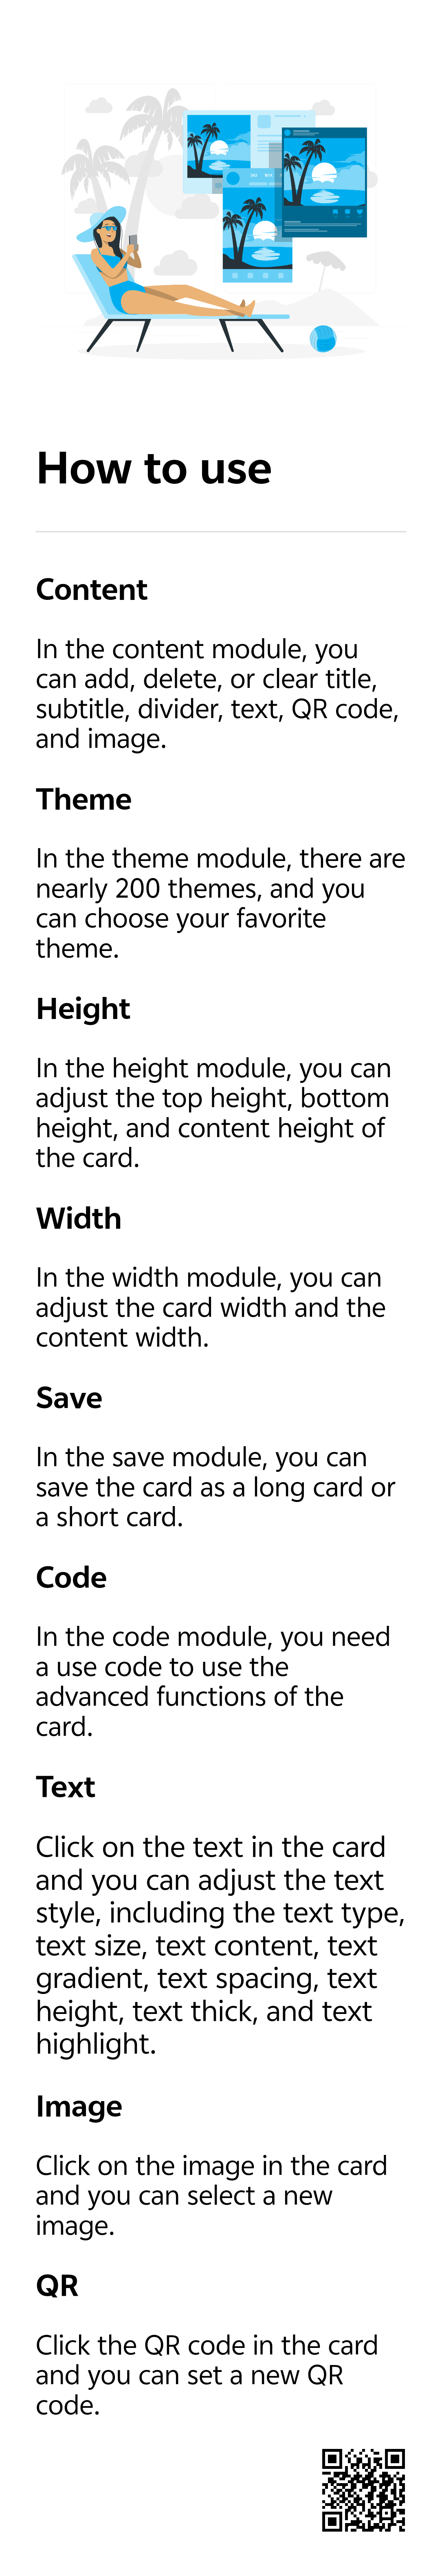 How to use
Content
In the content module, you
can add, delete, or clear title,
subtitle, divider, text, QR code,
and image.
Theme
In the theme module, there are
nearly 200 themes, and you
can choose your favorite
theme.
Height
In the height module, you can
adjust the top height, bottom
height, and content height of
the card.
Width
In the width module, you can
adjust the card width and the
content width.
Save
In the save module, you can
save the card as a long card or
a short card.
Code
In the code module, you need
a use code to use the
advanced functions of the
card.
Text
Click on the text in the card
and you can adjust the text
style, including the text type,
text size, text content, text
gradient, text spacing, text
height, text thick, and text
highlight.
Image
Click on the image in the card
and you can select a new
image.
QR
Click the QR code in the card
and you can set a new QR
code.